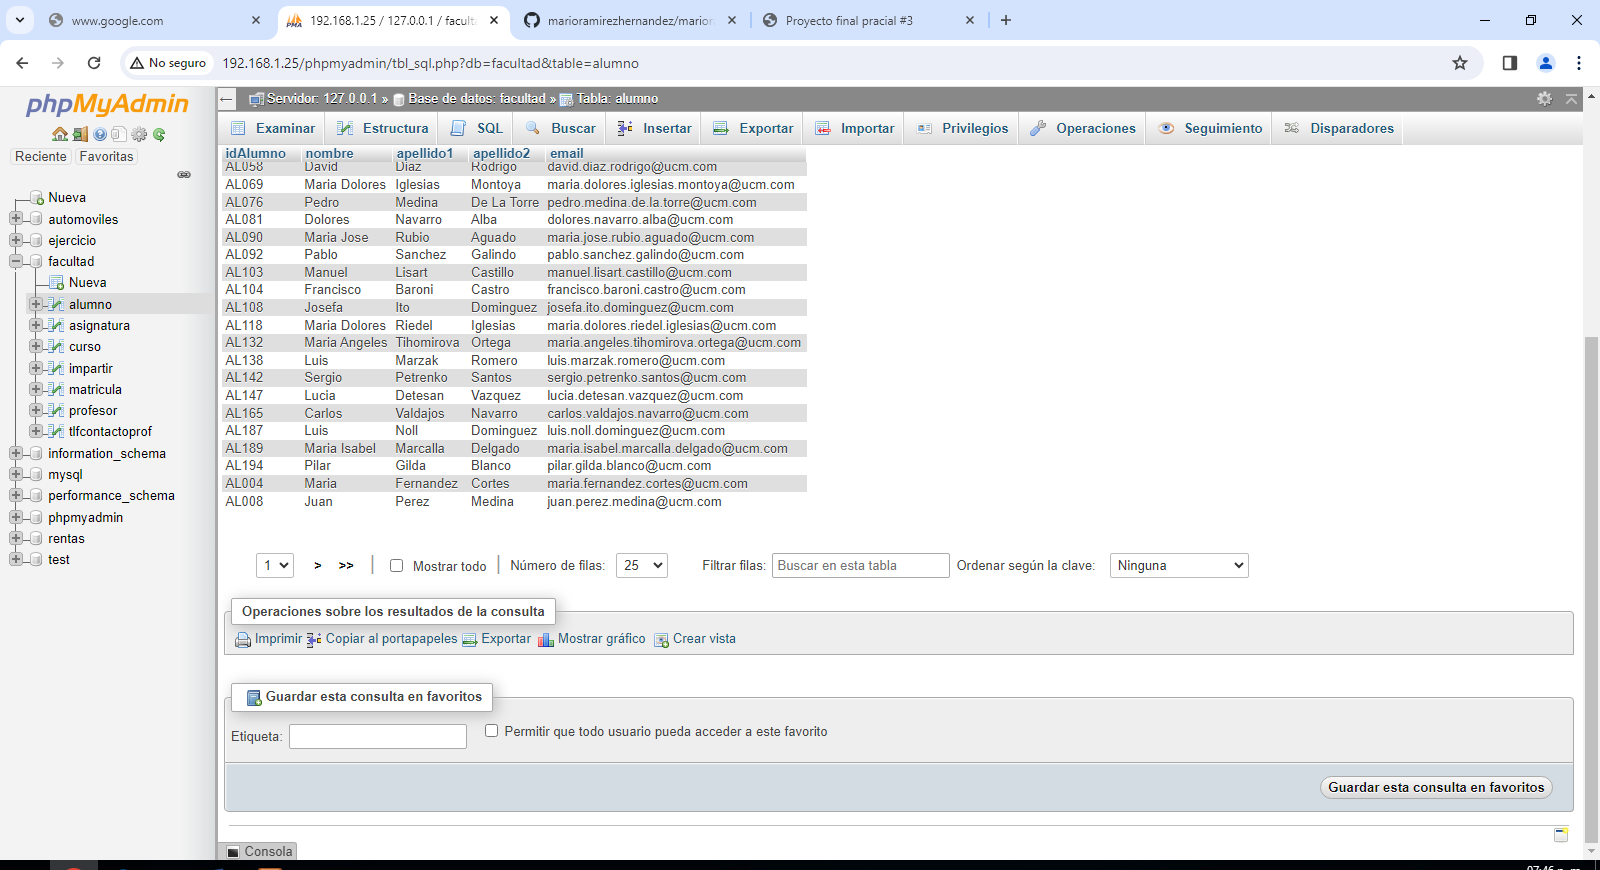 www.google.com
192.168.1.25 / 127.0.0.1 / faculta
marioramirezhernandez/marior
Proyecto final pracial #3
No seguro
192.168.1.25/phpmyadmin/tbl_sql.php?db=facultad&table=alumno
phpMyAdmin
Reciente Favoritas
Nueva
automoviles
ejercicio
facultad
Nueva
alumno
asignatura
curso
impartir
matricula
profesor
tlfcontactoprof
information_schema
mysql
performance_schema
phpmyadmin
rentas
test
Servidor: 127.0.0.1 » Base de datos: facultad » Tabla: alumno
Examinar Estructura SQL Buscar Insertar Exportar Importar Privilegios Operaciones Seguimiento Disparadores
idAlumno nombre apellido1 apellido2 email
AL058 David Diaz Rodrigo david.diaz.rodrigo@ucm.com
AL069 Maria Dolores Iglesias Montoya maria.dolores.iglesias.montoya@ucm.com
AL076 Pedro Medina De La Torre pedro.medina.de.la.torre@ucm.com
AL081 Dolores Navarro Alba dolores.navarro.alba@ucm.com
AL090 Maria Jose Rubio Aguado maria.jose.rubio.aguado@ucm.com
AL092 Pablo Sanchez Galindo pablo.sanchez.galindo@ucm.com
AL103 Manuel Lisart Castillo manuel.lisart.castillo@ucm.com
AL104 Francisco Baroni Castro francisco.baroni.castro@ucm.com
AL108 Josefa Ito Dominguez josefa.ito.dominguez@ucm.com
AL118 Maria Dolores Riedel Iglesias maria.dolores.riedel.iglesias@ucm.com
AL132 Maria Angeles Tihomirova Ortega maria.angeles.tihomirova.ortega@ucm.com
AL138 Luis Marzak Romero luis.marzak.romero@ucm.com
AL142 Sergio Petrenko Santos sergio.petrenko.santos@ucm.com
AL147 Lucia Detesan Vazquez lucia.detesan.vazquez@ucm.com
AL165 Carlos Valdajos Navarro carlos.valdajos.navarro@ucm.com
AL187 Luis Noll Dominguez luis.noll.dominguez@ucm.com
AL189 Maria Isabel Marcalla Delgado maria.isabel.marcalla.delgado@ucm.com
AL194 Pilar Gilda Blanco pilar.gilda.blanco@ucm.com
AL004 Maria Fernandez Cortes maria.fernandez.cortes@ucm.com
AL008 Juan Perez Medina juan.perez.medina@ucm.com
1 > >> Mostrar todo Número de filas: 25 Filtrar filas: Buscar en esta tabla Ordenar según la clave: Ninguna
Operaciones sobre los resultados de la consulta
Imprimir Copiar al portapapeles Exportar Mostrar gráfico Crear vista
Guardar esta consulta en favoritos
Etiqueta: Permitir que todo usuario pueda acceder a este favorito
Guardar esta consulta en favoritos
Consola